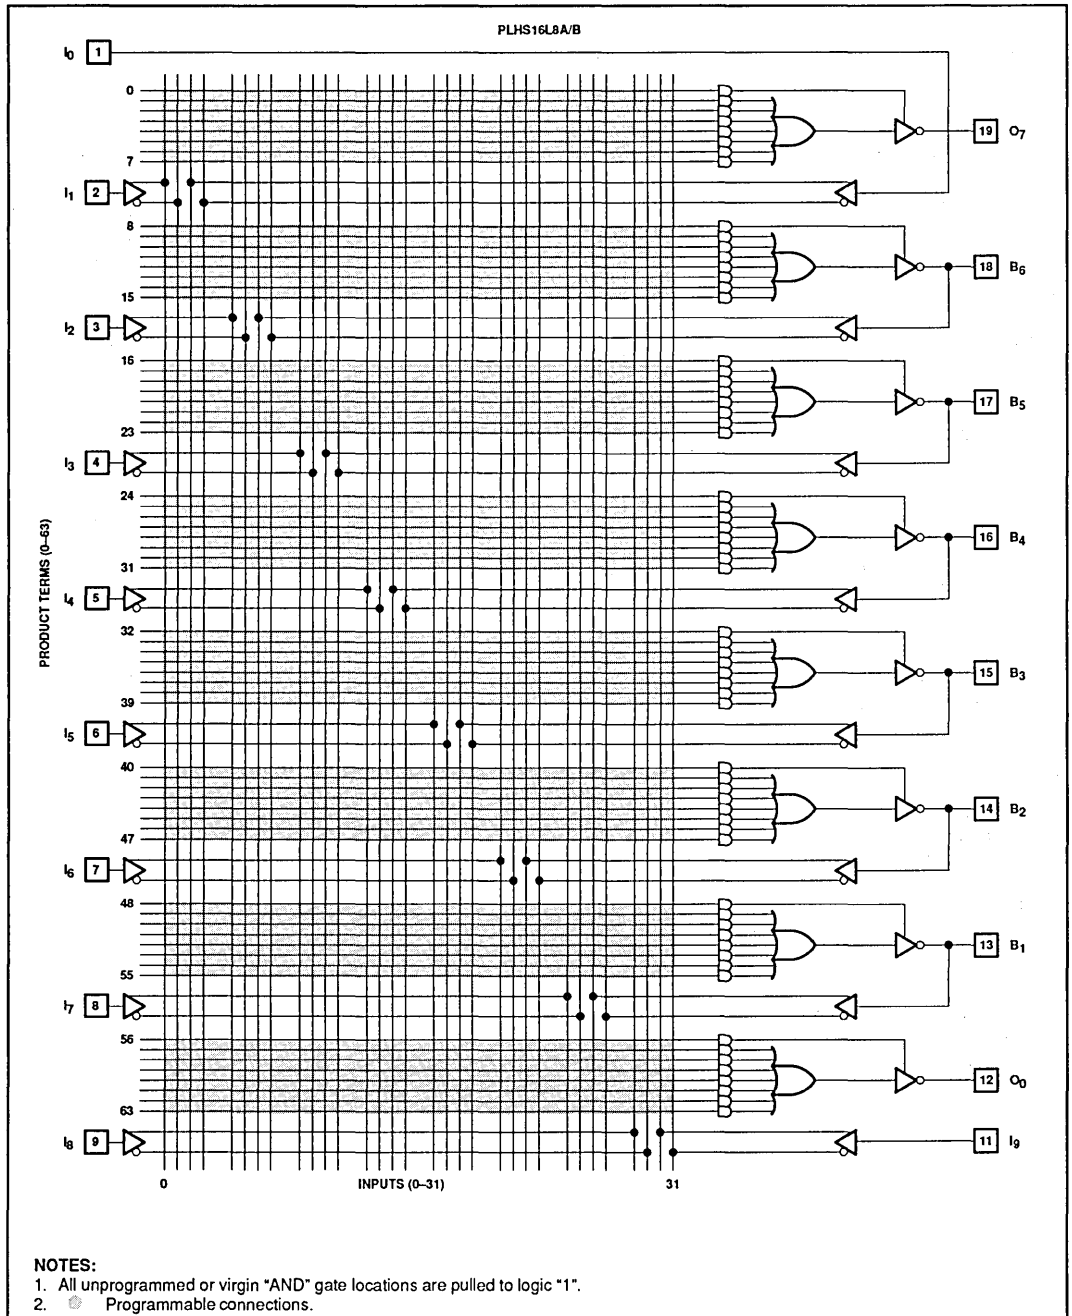 PLHS16L8A/B
I0 1
0
19 O7
7
I1 2
8
18 B6
15
I2 3
16
17 B5
23
I3 4
24
16 B4
31
I4 5
PRODUCT TERMS (0–63)
32
15 B3
39
I5 6
40
14 B2
47
I6 7
48
13 B1
55
I7 8
56
12 O0
63
I8 9
11 I9
0 INPUTS (0–31) 31
NOTES:
1. All unprogrammed or virgin “AND” gate locations are pulled to logic “1”.
2. Programmable connections.